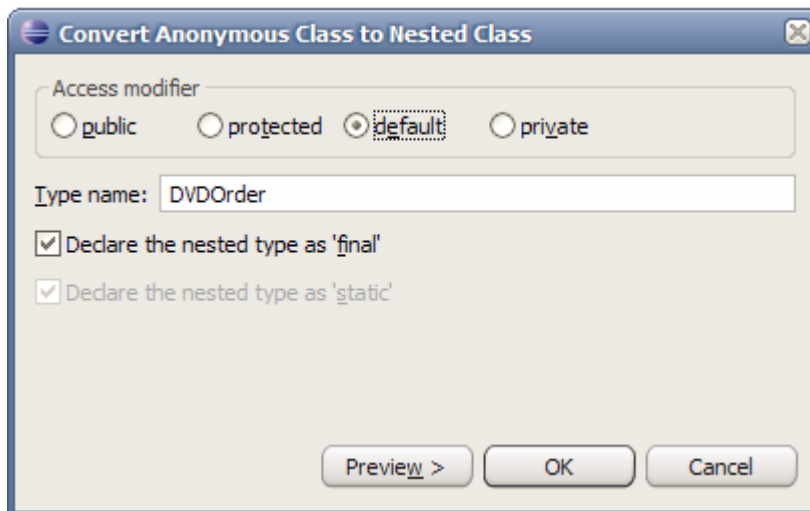 Convert Anonymous Class to Nested Class
Access modifier
public protected default private
Type name: DVDOrder
Declare the nested type as 'final'
Declare the nested type as 'static'
Preview > OK Cancel